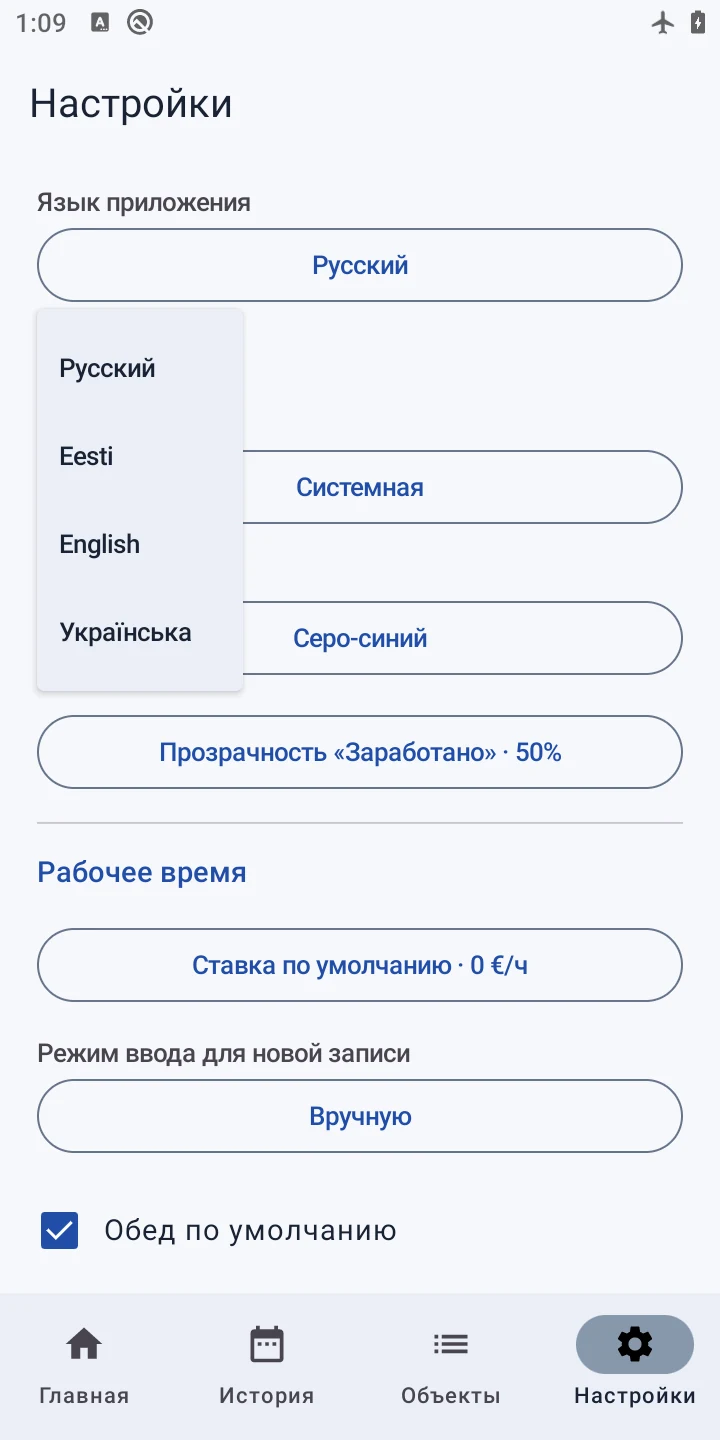 1:09
Настройки
Язык приложения
Русский
Русский
Eesti
English
Українська
Системная
Серо-синий
Прозрачность «Заработано» · 50%
Рабочее время
Ставка по умолчанию · 0 €/ч
Режим ввода для новой записи
Вручную
Обед по умолчанию
Главная
История
Объекты
Настройки